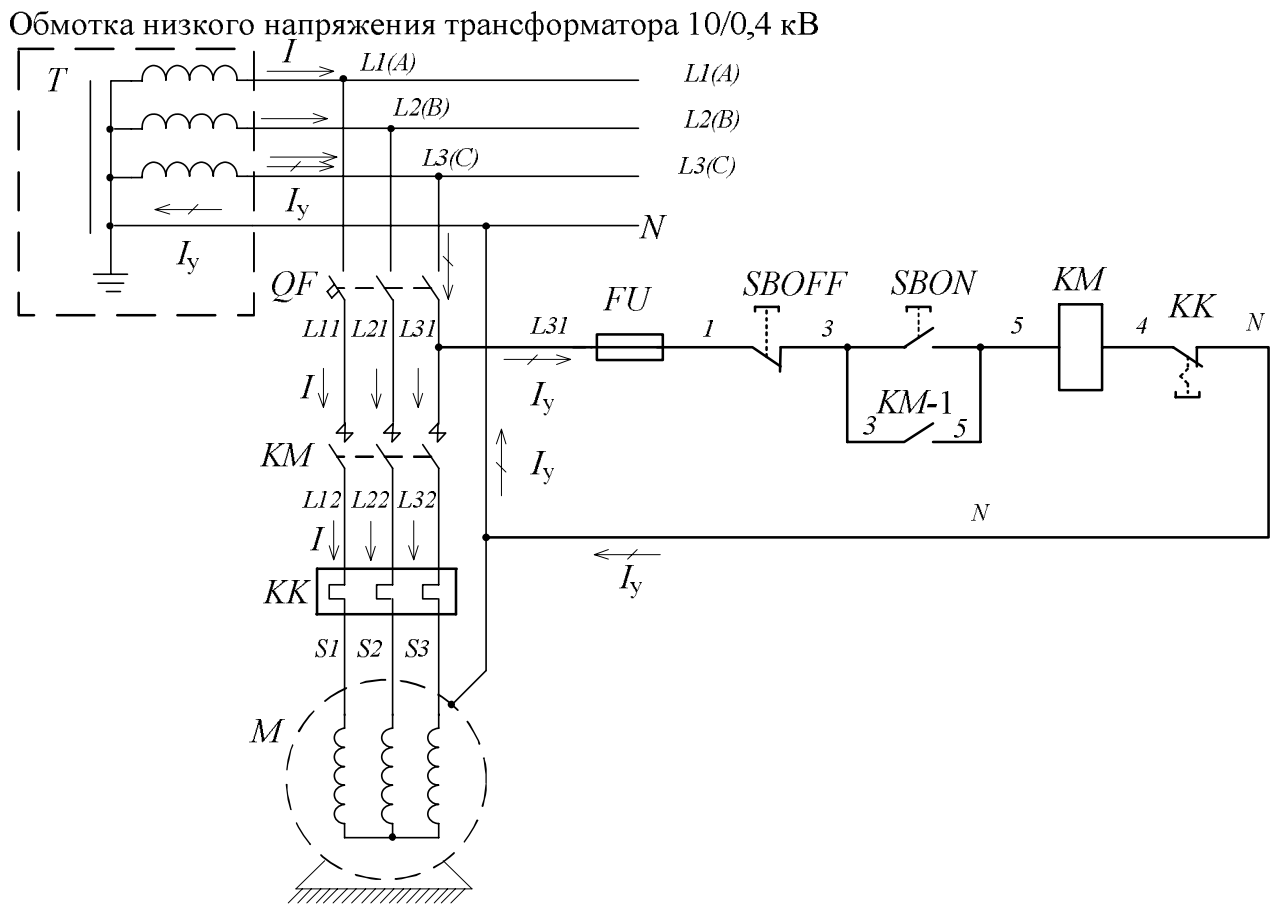 Обмотка низкого напряжения трансформатора 10/0,4 кВ
T
I
L1(A)
L1(A)
L2(B)
L2(B)
L3(C)
L3(C)
Iу
Iу
N
QF
L11
L21
L31
L31
FU
1
SBOFF
3
SBON
5
KM
4
KK
N
Iу
I
KM-1
3
5
KM
Iу
L12
L22
L32
N
I
Iу
KK
S1
S2
S3
M